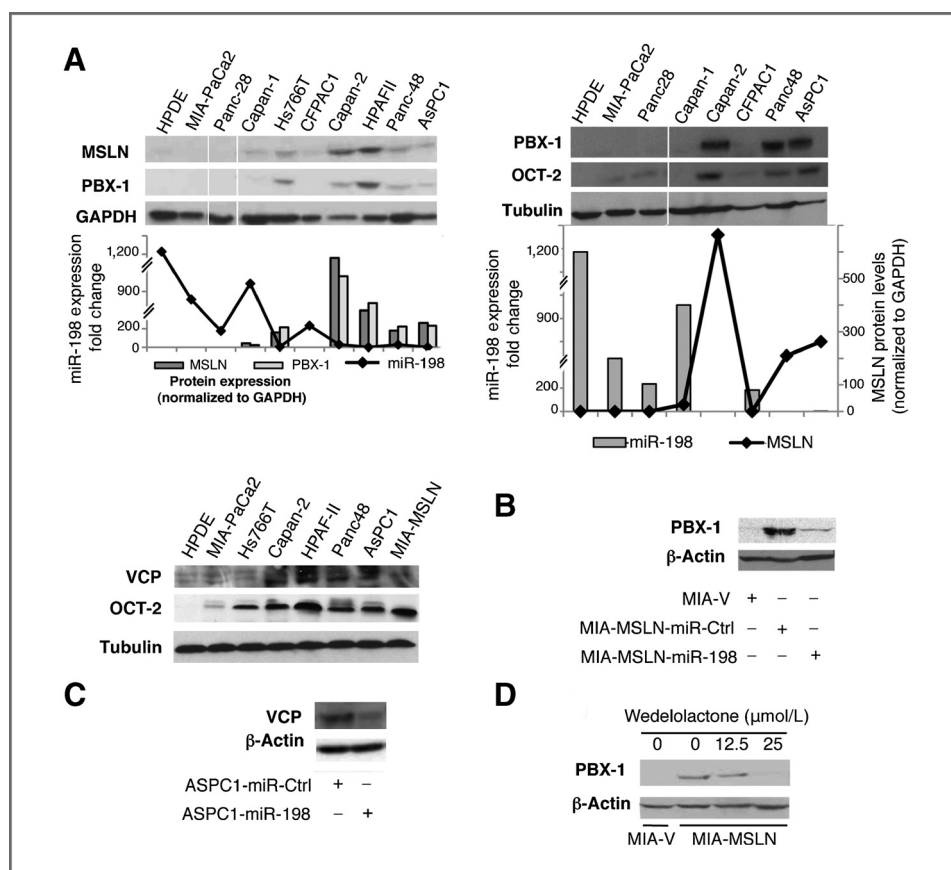 A
HPDE
MIA-PaCa2
Panc-28
Capan-1
Hs766T
CFPAC1
Capan-2
HPAFII
Panc-48
AsPC1
MSLN
PBX-1
GAPDH
miR-198 expression
fold change
1,200
900
200
0
MSLN
PBX-1
miR-198
Protein expression
(normalized to GAPDH)
HPDE
MIA-PaCa2
Panc28
Capan-1
Capan-2
CFPAC1
Panc48
AsPC1
PBX-1
OCT-2
Tubulin
miR-198 expression
fold change
1,200
900
200
0
500
300
100
0
MSLN protein levels
(normalized to GAPDH)
miR-198
MSLN
HPDE
MIA-PaCa2
Hs766T
Capan-2
HPAF-II
Panc48
AsPC1
MIA-MSLN
VCP
OCT-2
Tubulin
B
PBX-1
β-Actin
MIA-V + – –
MIA-MSLN-miR-Ctrl – + –
MIA-MSLN-miR-198 – – +
C
VCP
β-Actin
ASPC1-miR-Ctrl + –
ASPC1-miR-198 – +
D
Wedelolactone (μmol/L)
0 0 12.5 25
PBX-1
β-Actin
MIA-V MIA-MSLN